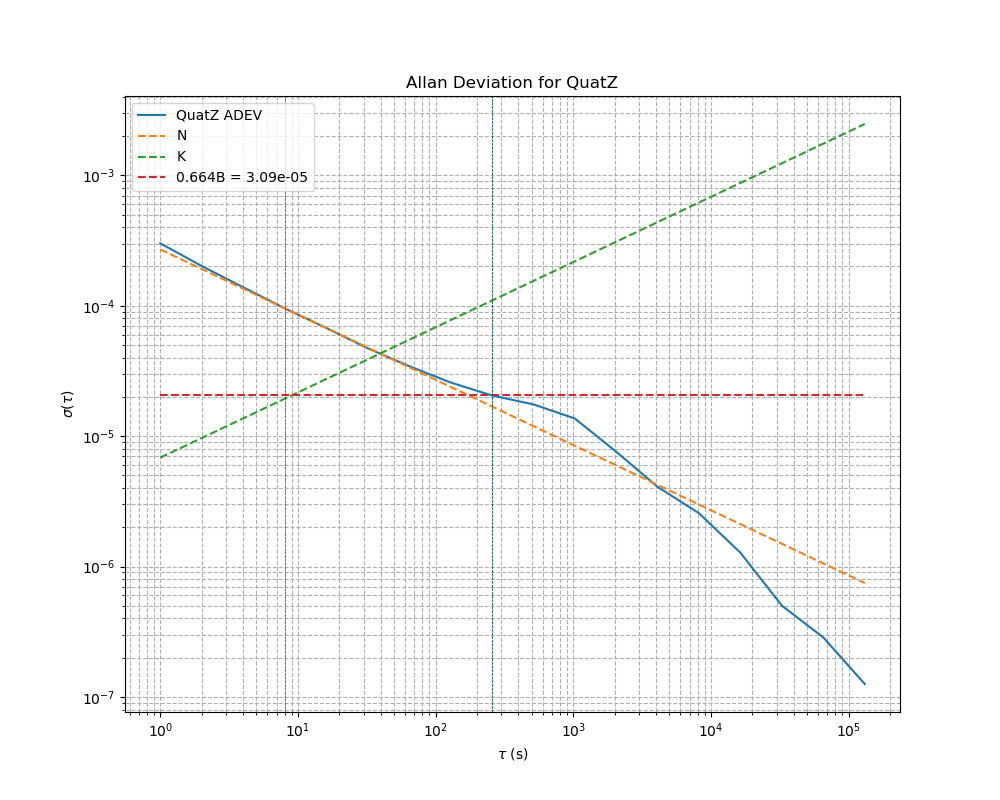 Allan Deviation for QuatZ
QuatZ ADEV
N
K
0.664B = 3.09e-05
10⁻³
10⁻⁴
10⁻⁵
10⁻⁶
10⁻⁷
σ(τ)
10⁰ 10¹ 10² 10³ 10⁴ 10⁵
τ (s)